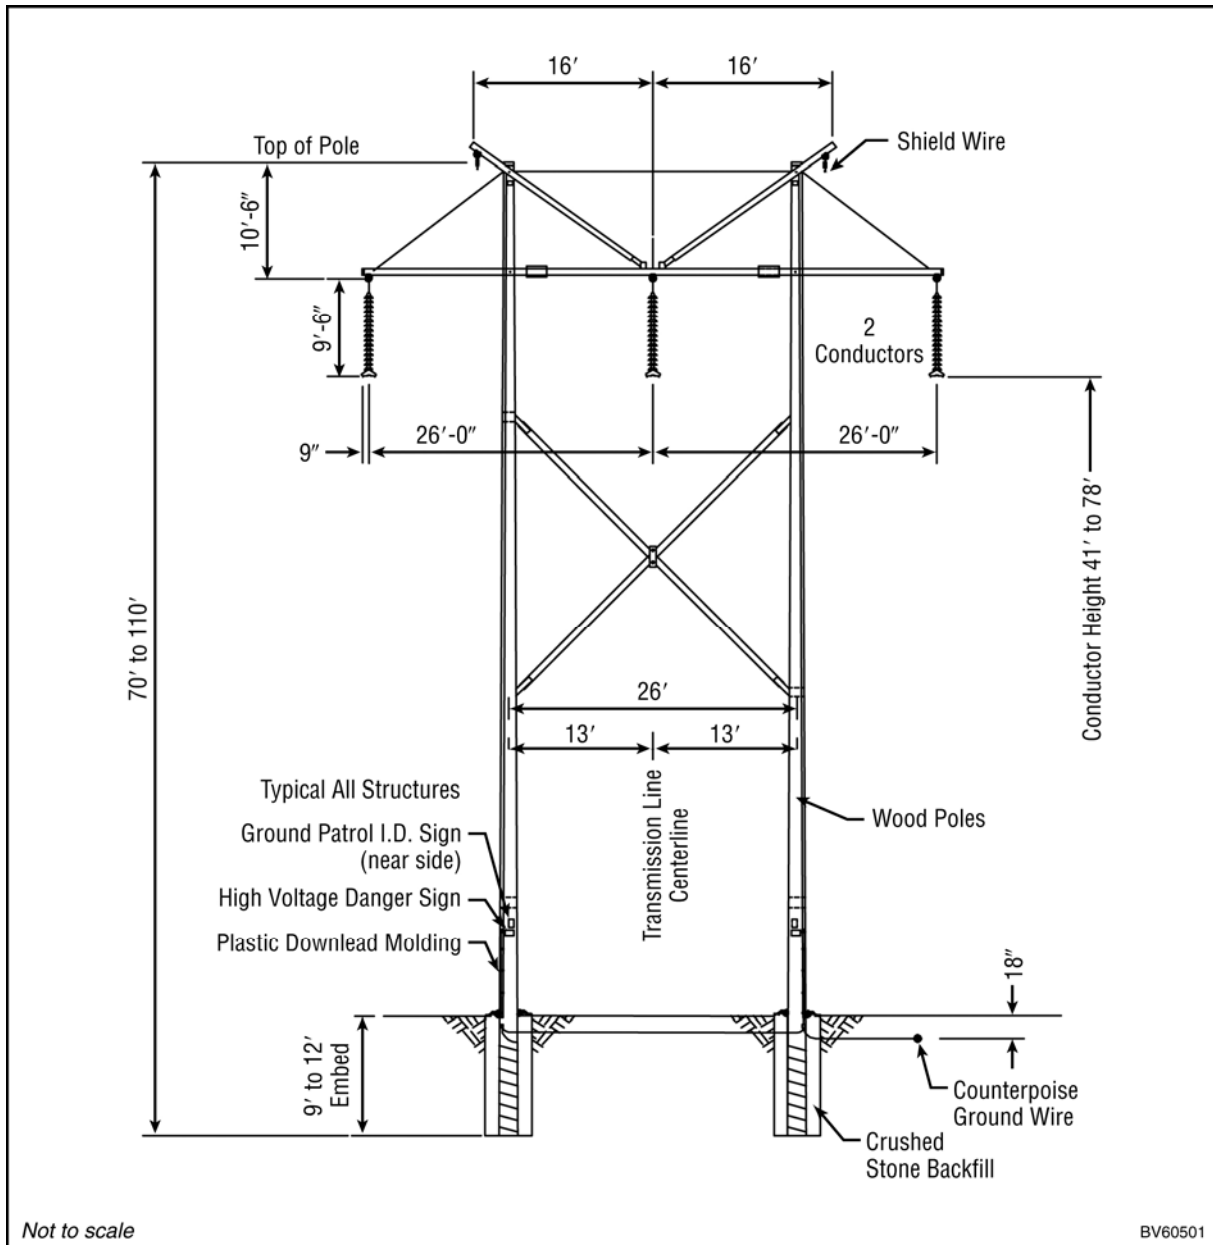 16′
16′
Top of Pole
Shield Wire
10′-6″
9′-6″
2
Conductors
9″
26′-0″
26′-0″
Conductor Height 41′ to 78′
70′ to 110′
26′
13′
13′
Transmission Line
Centerline
Typical All Structures
Ground Patrol I.D. Sign
(near side)
High Voltage Danger Sign
Plastic Downlead Molding
Wood Poles
18″
9′ to 12′
Embed
Counterpoise
Ground Wire
Crushed
Stone Backfill
Not to scale
BV60501